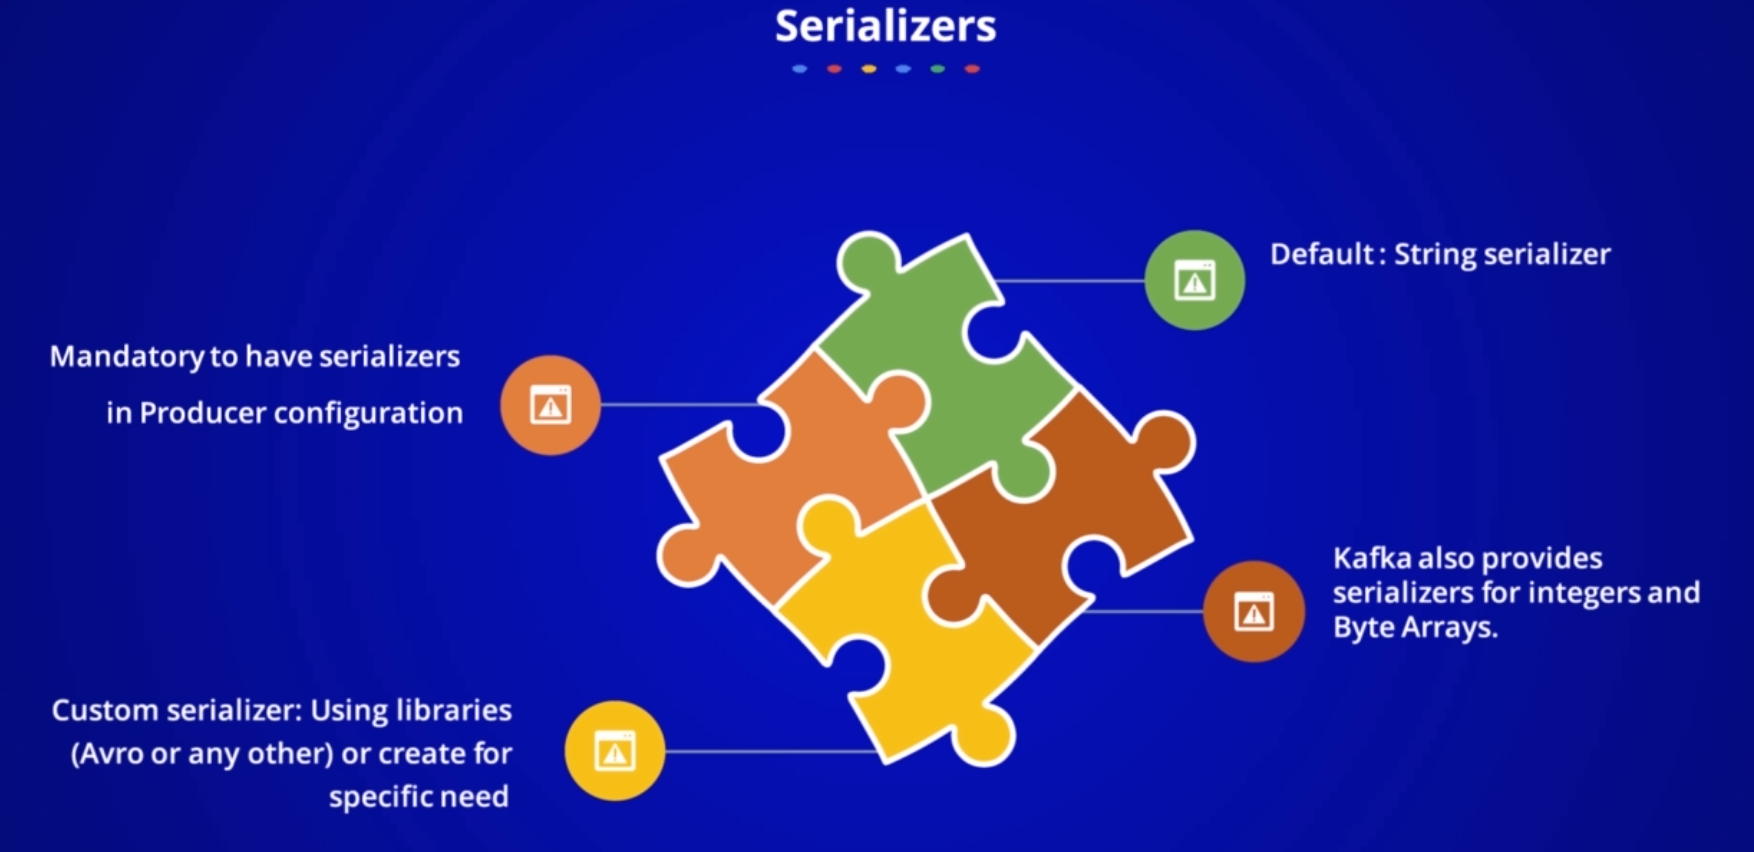 Serializers
Default : String serializer
Mandatory to have serializers
in Producer configuration
Kafka also provides
serializers for integers and
Byte Arrays.
Custom serializer: Using libraries
(Avro or any other) or create for
specific need